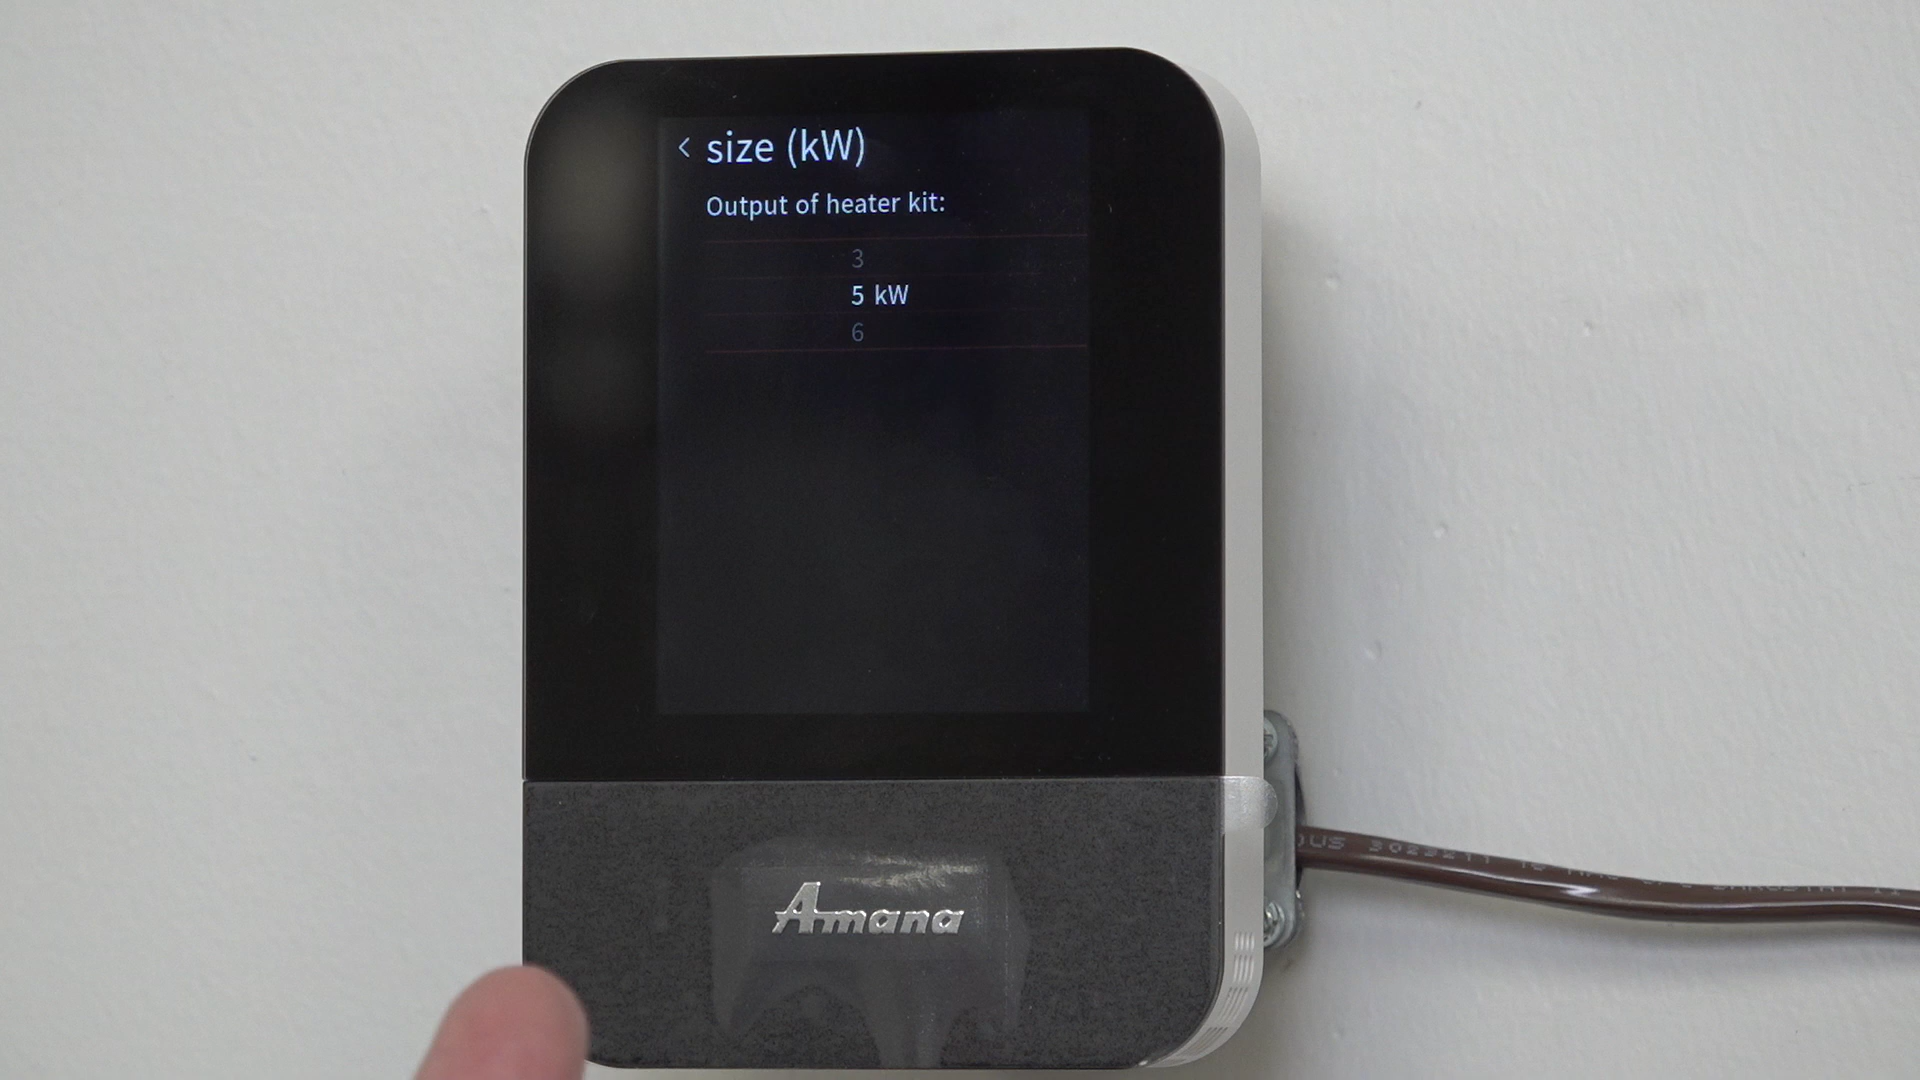 < size (kW)
Output of heater kit:
3
5 kW
6
Amana